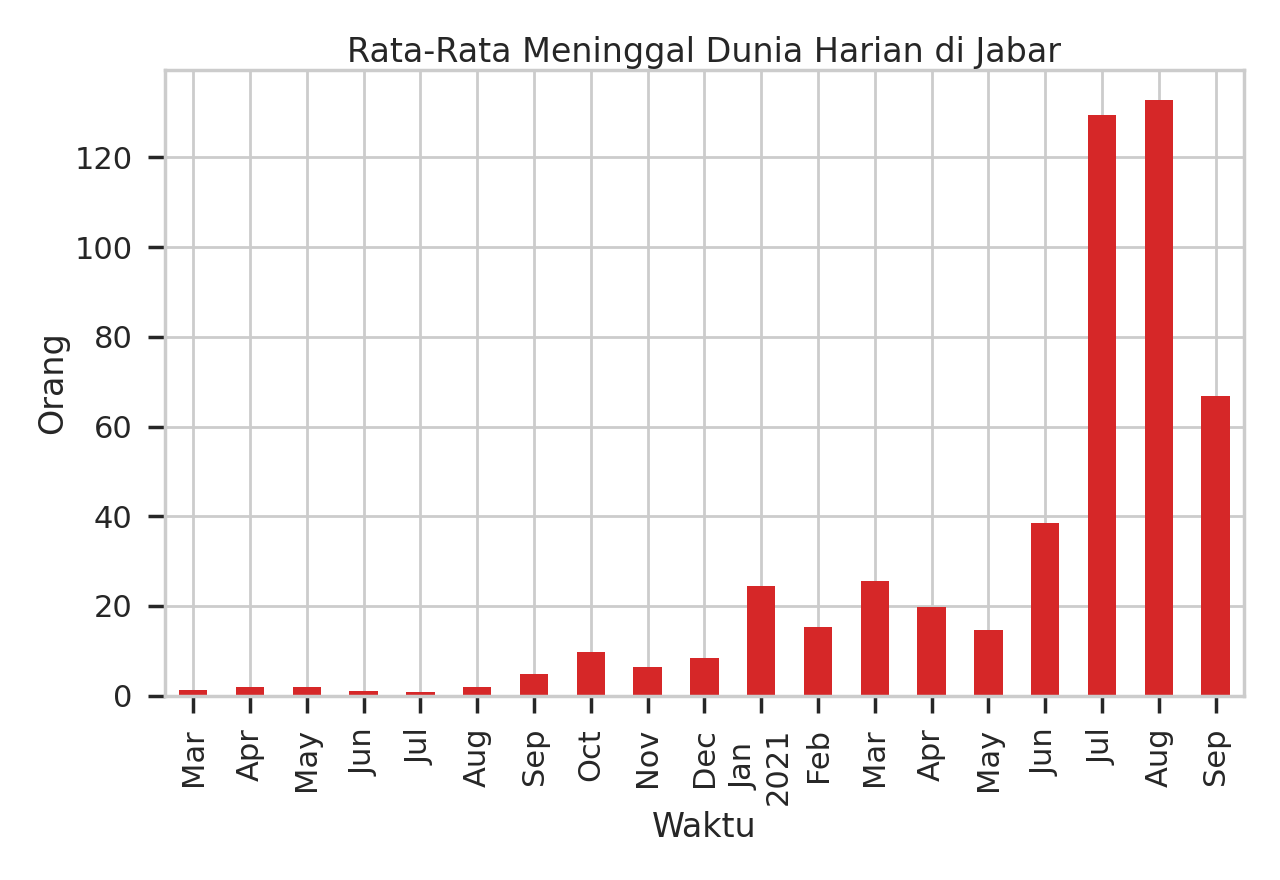 Rata-Rata Meninggal Dunia Harian di Jabar
Orang
120
100
80
60
40
20
0
Mar
Apr
May
Jun
Jul
Aug
Sep
Oct
Nov
Dec
Jan
2021
Feb
Mar
Apr
May
Jun
Jul
Aug
Sep
Waktu